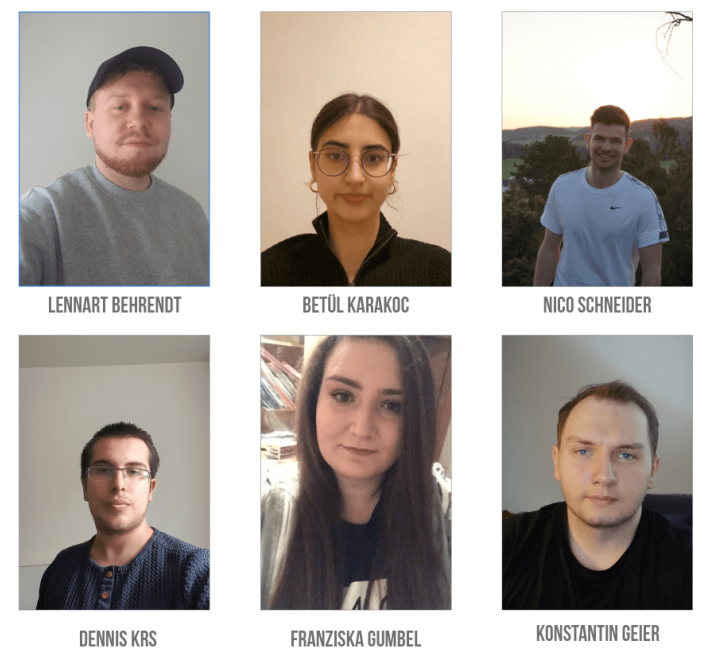 LENNART BEHRENDT
BETÜL KARAKOC
NICO SCHNEIDER
DENNIS KRS
FRANZISKA GUMBEL
KONSTANTIN GEIER